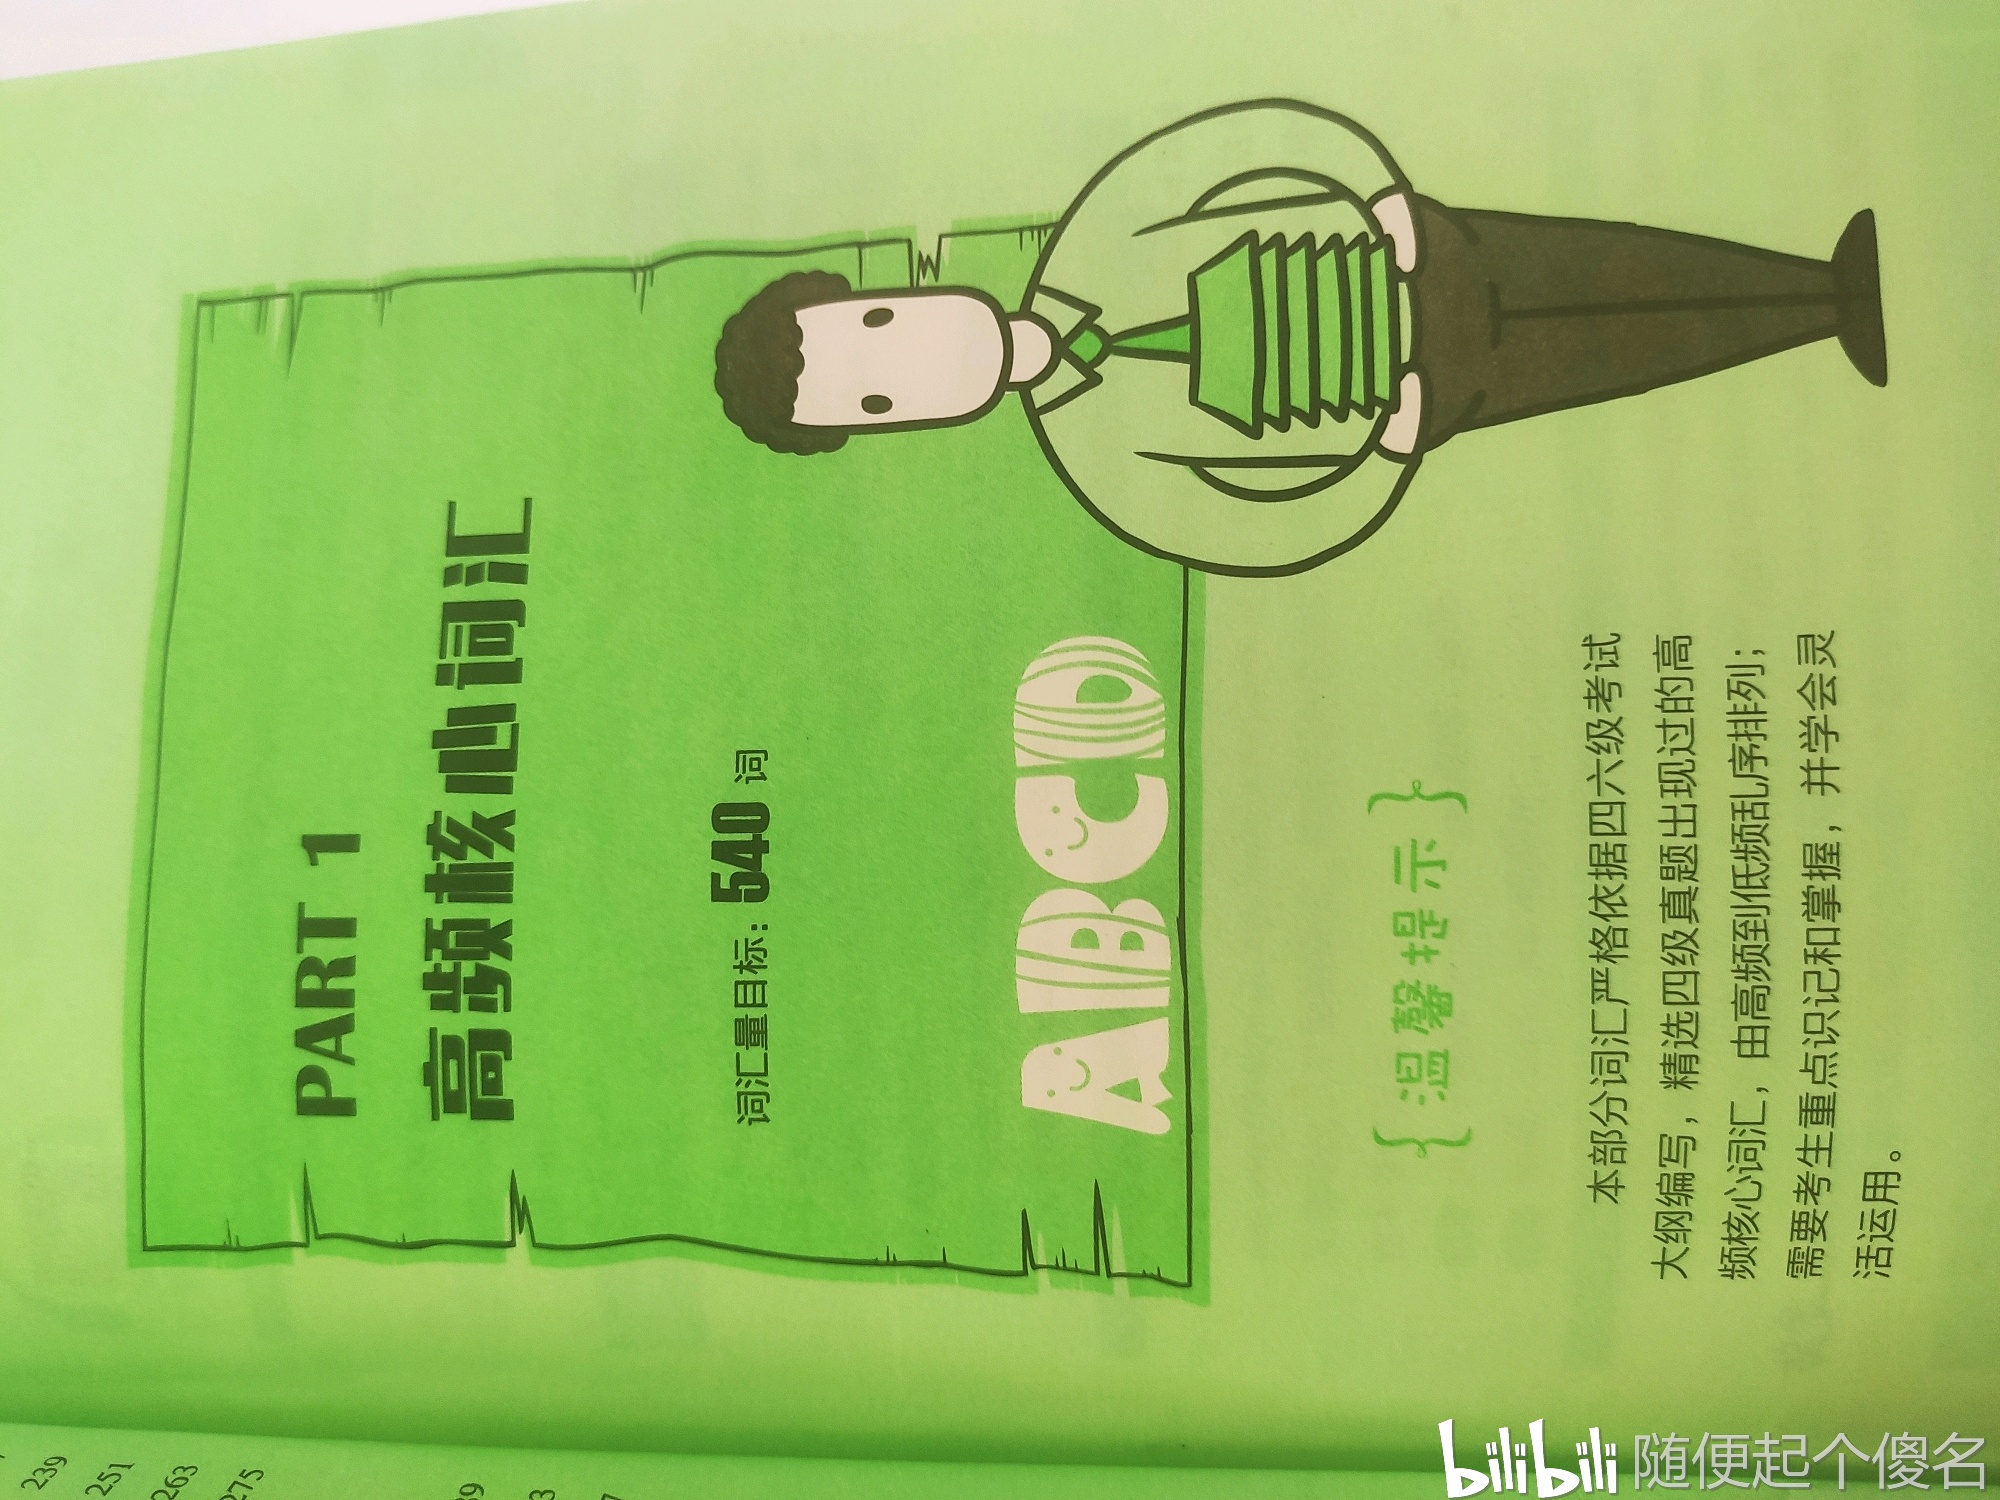 PART 1
高频核心词汇
词汇量目标：540 词
ABCD
{温馨提示}
本部分词汇严格依据四六级考试
大纲编写，精选四级真题出现过的高
频核心词汇，由高频到低频乱序排列；
需要考生重点识记和掌握，并学会灵
活运用。
239
251
263
275
bilibili 随便起个傻名